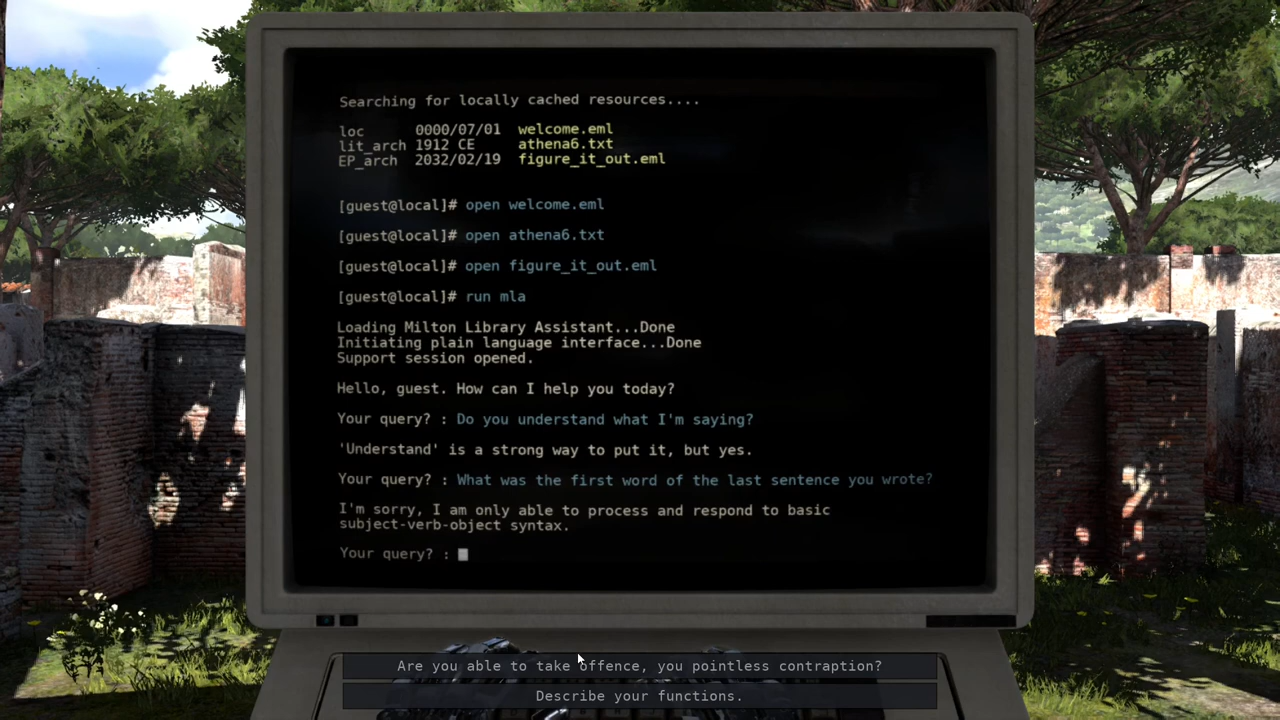 Searching for locally cached resources....
loc 0000/07/01 welcome.eml
lit_arch 1912 CE athena6.txt
EP_arch 2032/02/19 figure_it_out.eml
[guest@local]# open welcome.eml
[guest@local]# open athena6.txt
[guest@local]# open figure_it_out.eml
[guest@local]# run mla
Loading Milton Library Assistant...Done
Initiating plain language interface...Done
Support session opened.
Hello, guest. How can I help you today?
Your query? : Do you understand what I'm saying?
'Understand' is a strong way to put it, but yes.
Your query? : What was the first word of the last sentence you wrote?
I'm sorry, I am only able to process and respond to basic
subject-verb-object syntax.
Your query? :
Are you able to take offence, you pointless contraption?
Describe your functions.